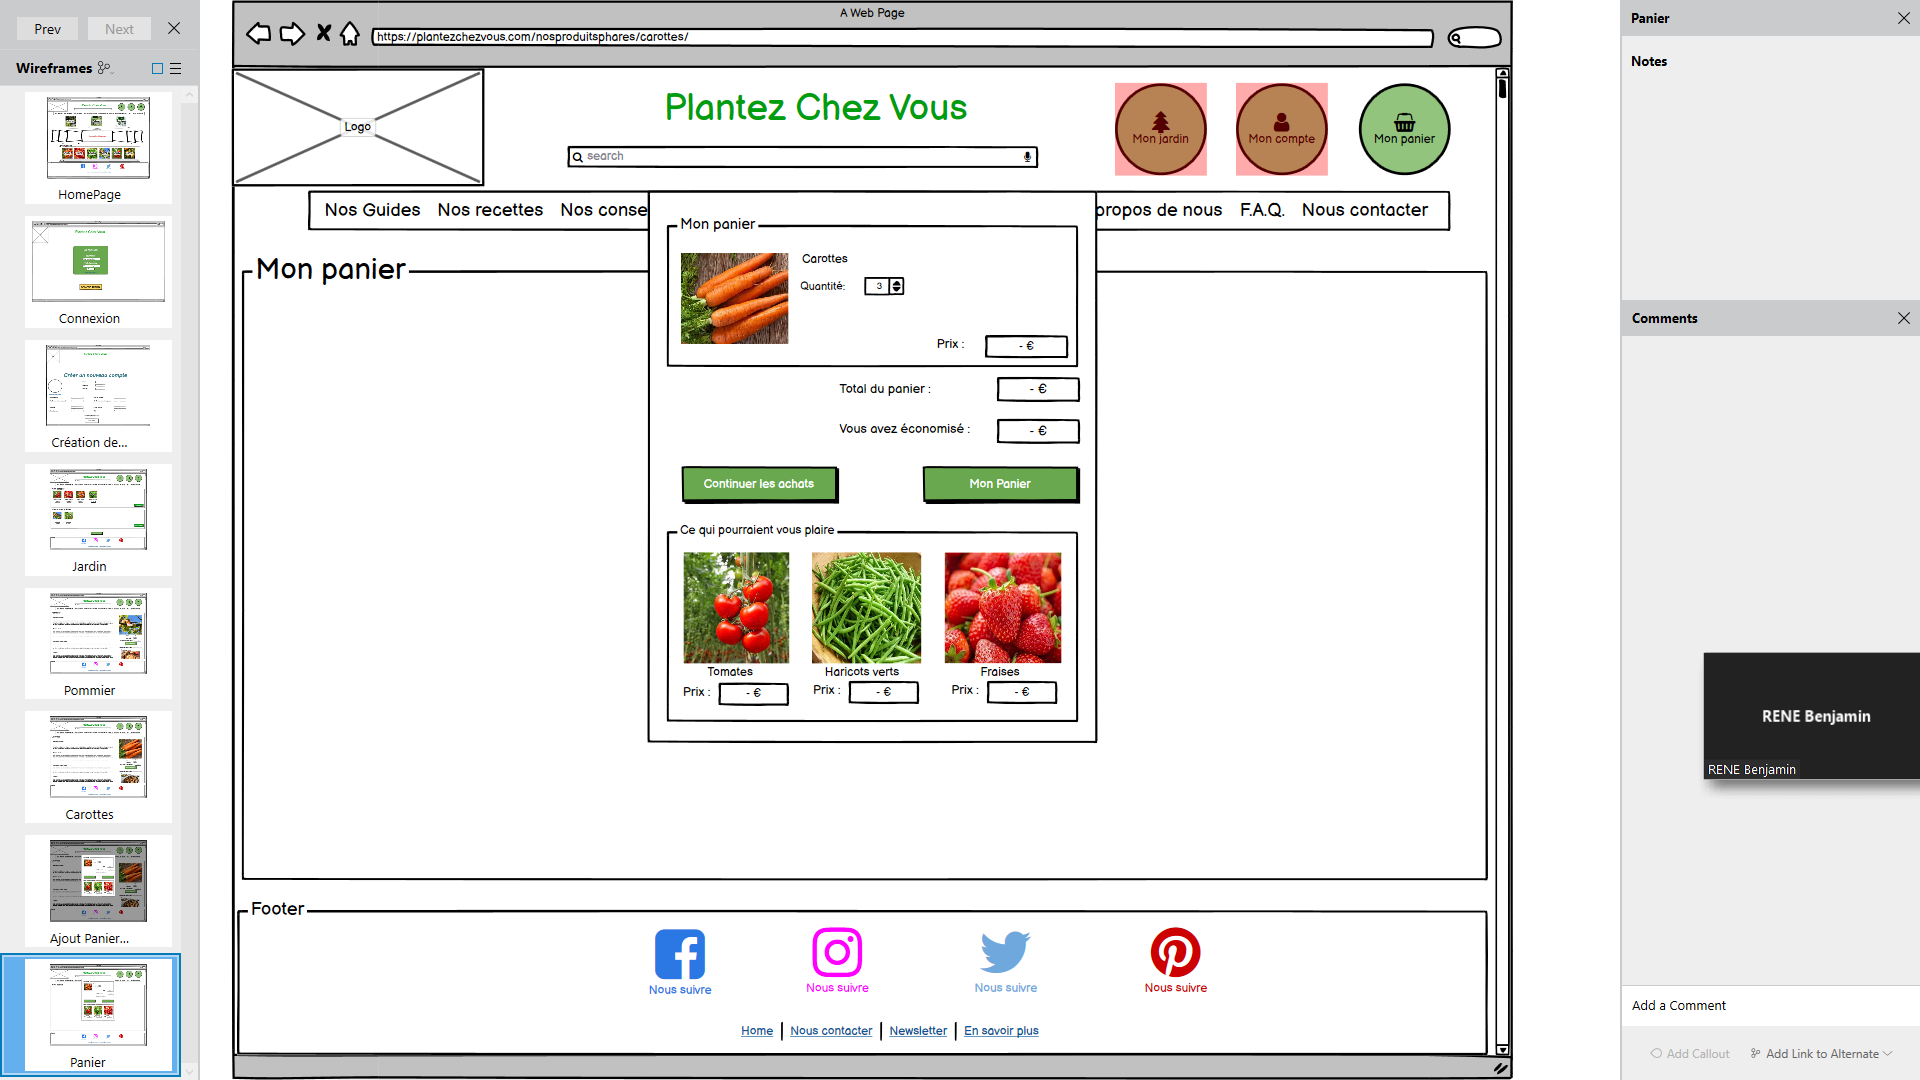 Prev
Next
Wireframes
HomePage
Connexion
Créer un nouveau compte
Création de...
Jardin
Pommier
Carottes
Ajout Panier...
Panier
A Web Page
https://plantezchezvous.com/nosproduitsphares/carottes/
Logo
Plantez Chez Vous
search
Mon jardin
Mon compte
Mon panier
Nos Guides Nos recettes Nos conse
propos de nous F.A.Q. Nous contacter
Mon panier
Mon panier
Carottes
Quantité: 3
Prix : - €
Total du panier : - €
Vous avez économisé : - €
Continuer les achats
Mon Panier
Ce qui pourraient vous plaire
Tomates
Haricots verts
Fraises
Prix : - €
Prix : - €
Prix : - €
Footer
Nous suivre
Nous suivre
Nous suivre
Nous suivre
Home
Nous contacter
Newsletter
En savoir plus
Panier
Notes
Comments
RENE Benjamin
RENE Benjamin
Add a Comment
Add Callout
Add Link to Alternate